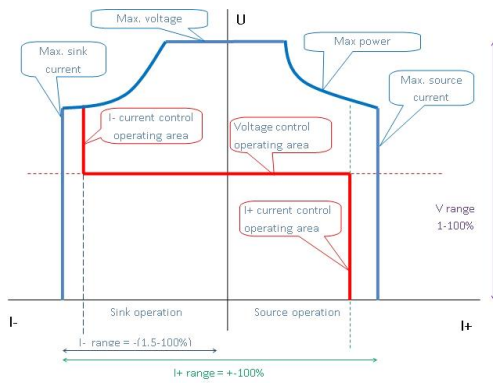 Max. voltage
U
Max. sink
current
Max power
Max. source
current
I- current control
operating area
Voltage control
operating area
I+ current control
operating area
V range
1-100%
Sink operation
Source operation
I-
I+
I- range = -(1.5-100%)
I+ range = +-100%